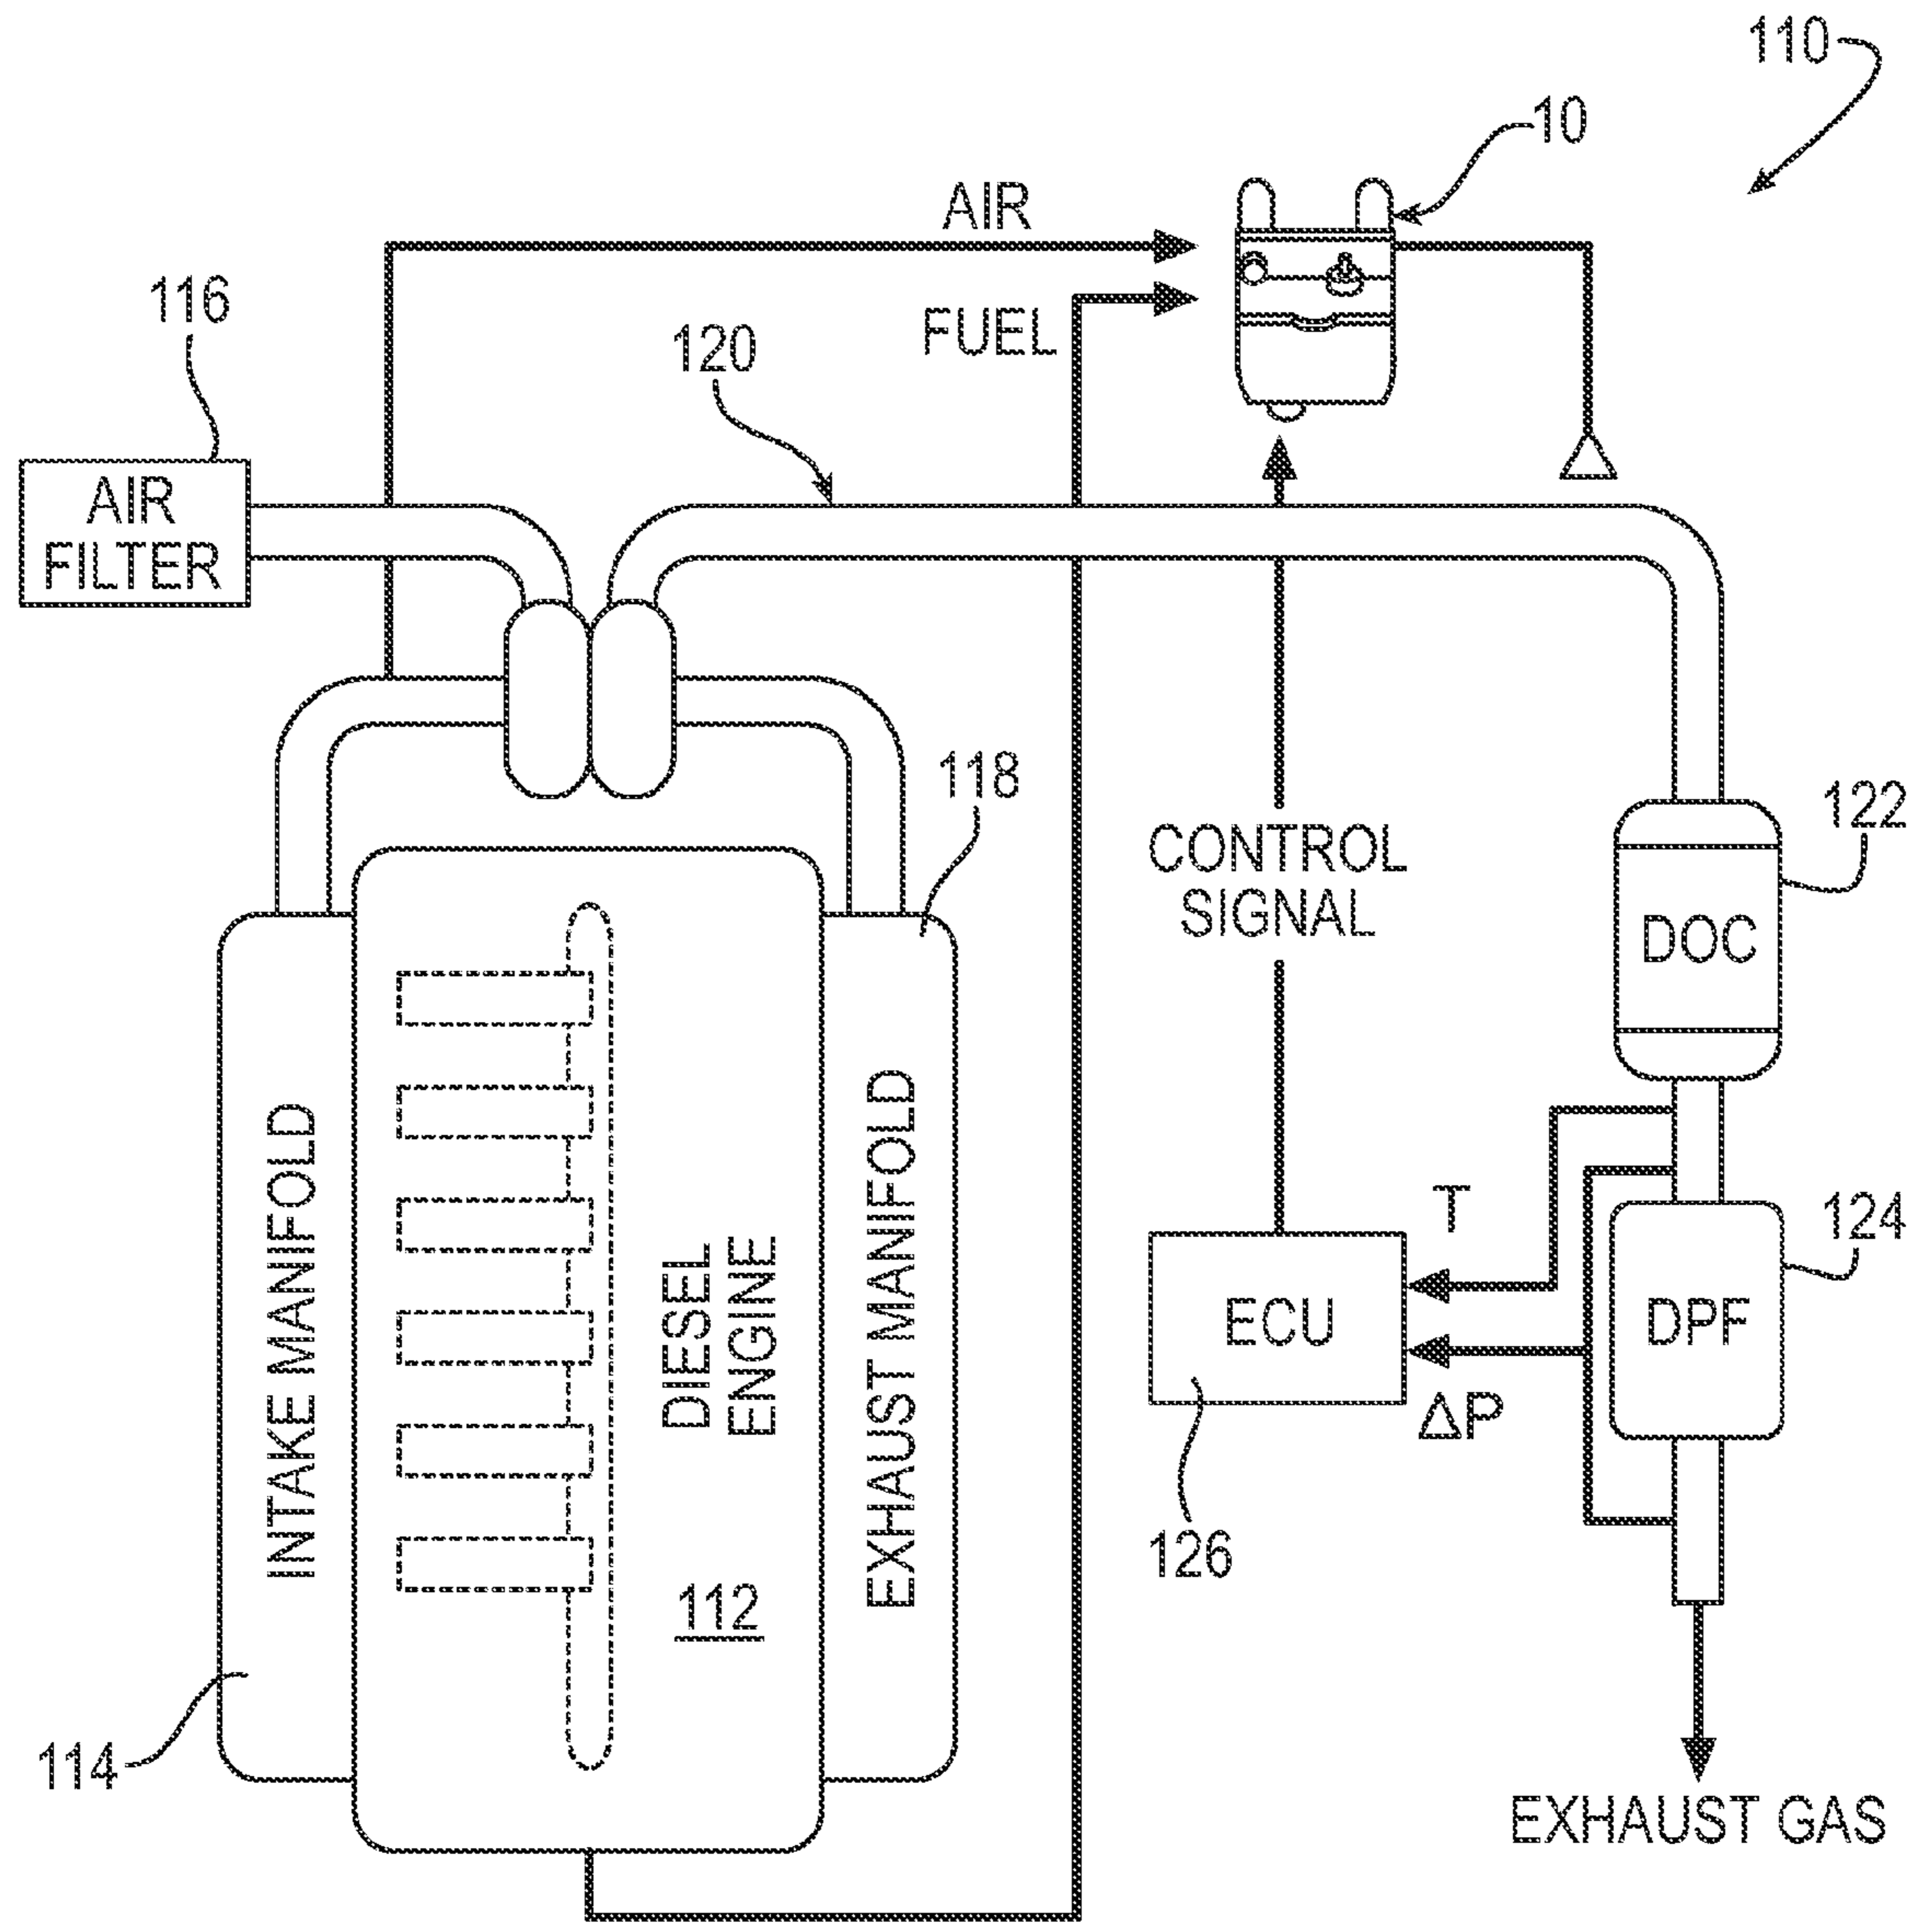 110
10
AIR
116
FUEL
120
AIR
FILTER
118
122
CONTROL
SIGNAL
DOC
INTAKE MANIFOLD
DIESEL
ENGINE
EXHAUST MANIFOLD
T
124
ECU
DPF
ΔP
126
112
114
EXHAUST GAS